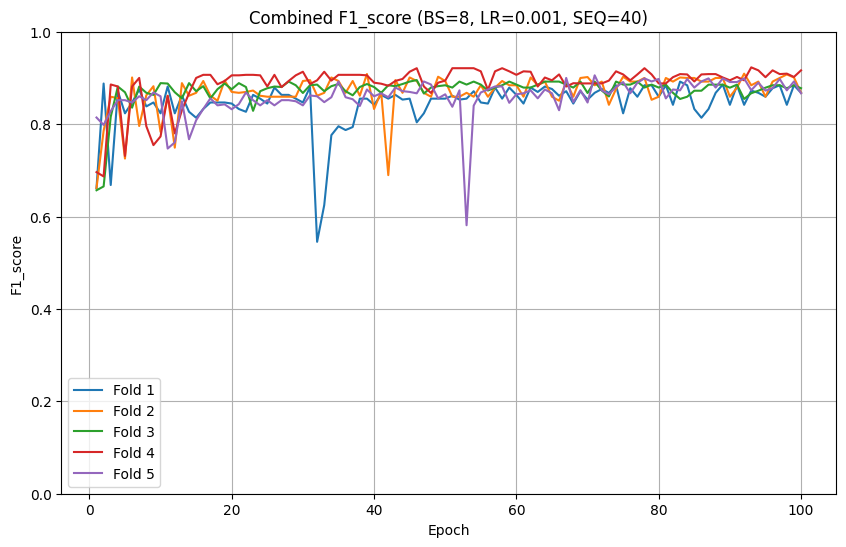 Combined F1_score (BS=8, LR=0.001, SEQ=40)
1.0
0.8
0.6
0.4
0.2
0.0
F1_score
Fold 1
Fold 2
Fold 3
Fold 4
Fold 5
0 20 40 60 80 100
Epoch